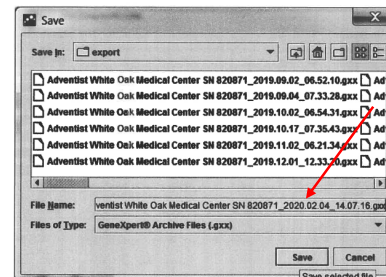 Save
Save In: export
Adventist White Oak Medical Center SN 820871_2019.09.02_06.52.10.gxx
Adventist White Oak Medical Center SN 820871_2019.09.04_07.33.28.gxx
Adventist White Oak Medical Center SN 820871_2019.10.02_06.54.31.gxx
Adventist White Oak Medical Center SN 820871_2019.10.17_07.35.43.gxx
Adventist White Oak Medical Center SN 820871_2019.11.02_06.21.34.gxx
Adventist White Oak Medical Center SN 820871_2019.12.01_12.33.20.gxx
File Name: ventist White Oak Medical Center SN 820871_2020.02.04_14.07.16.gxx
Files of Type: GeneXpert® Archive Files (.gxx)
Save Cancel
Save selected file